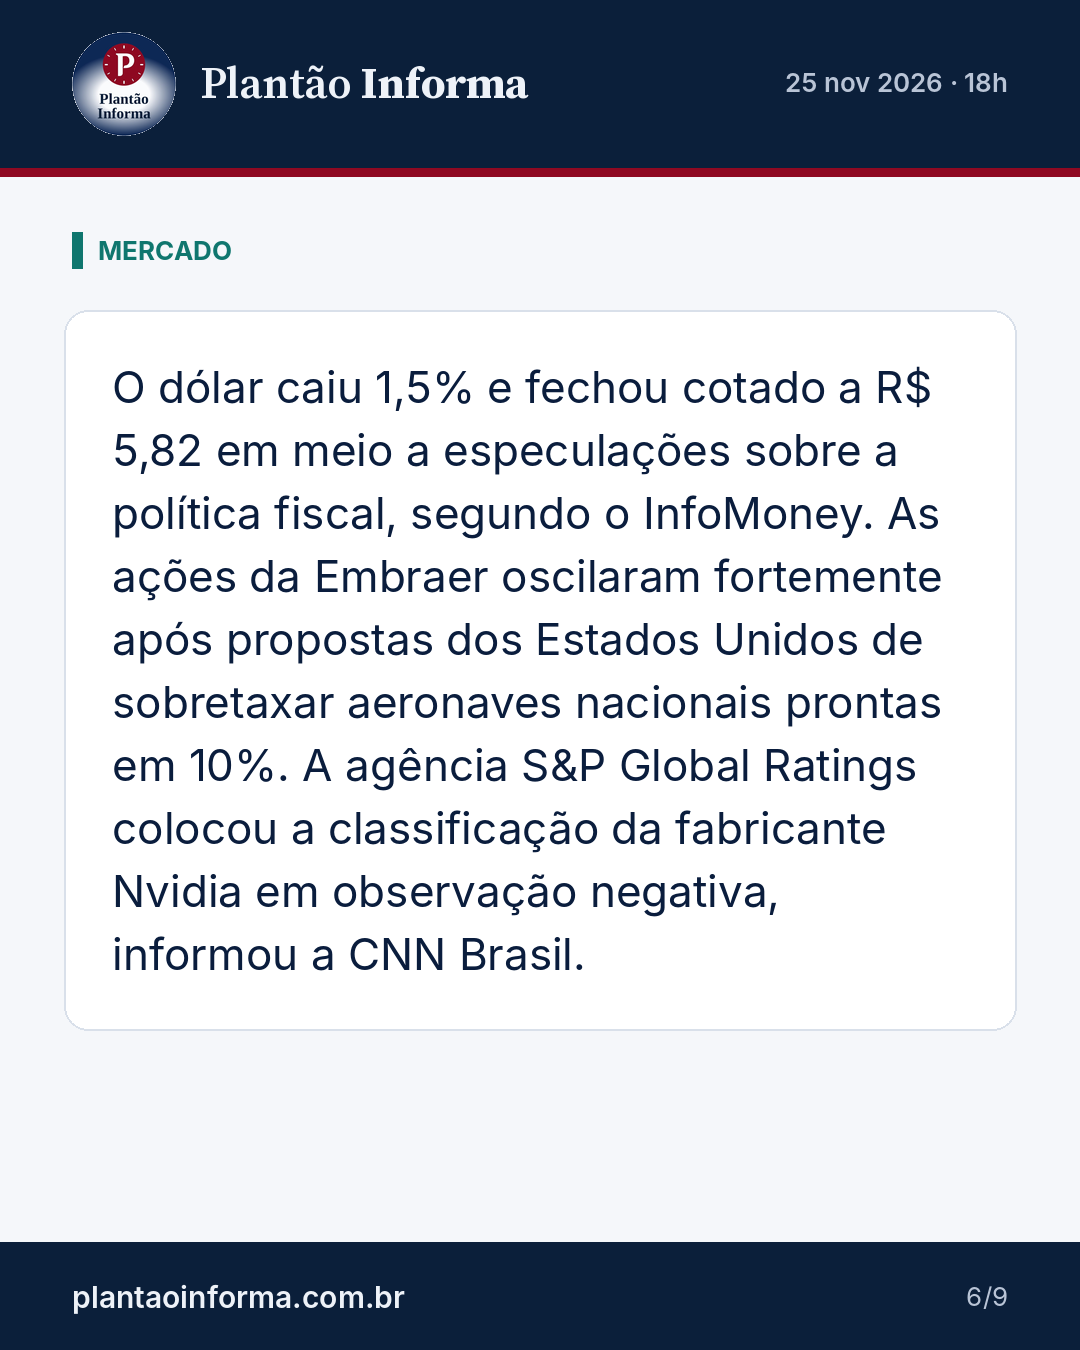 P
Plantão
Informa
Plantão Informa
25 nov 2026 · 18h
MERCADO
O dólar caiu 1,5% e fechou cotado a R$
5,82 em meio a especulações sobre a
política fiscal, segundo o InfoMoney. As
ações da Embraer oscilaram fortemente
após propostas dos Estados Unidos de
sobretaxar aeronaves nacionais prontas
em 10%. A agência S&P Global Ratings
colocou a classificação da fabricante
Nvidia em observação negativa,
informou a CNN Brasil.
plantaoinforma.com.br
6/9